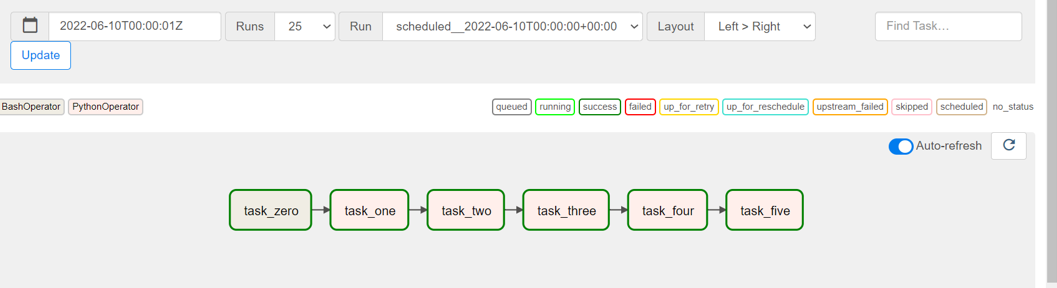 2022-06-10T00:00:01Z Runs 25 Run scheduled__2022-06-10T00:00:00+00:00 Layout Left > Right Find Task…
Update
BashOperator PythonOperator queued running success failed up_for_retry up_for_reschedule upstream_failed skipped scheduled no_status
Auto-refresh
task_zero task_one task_two task_three task_four task_five